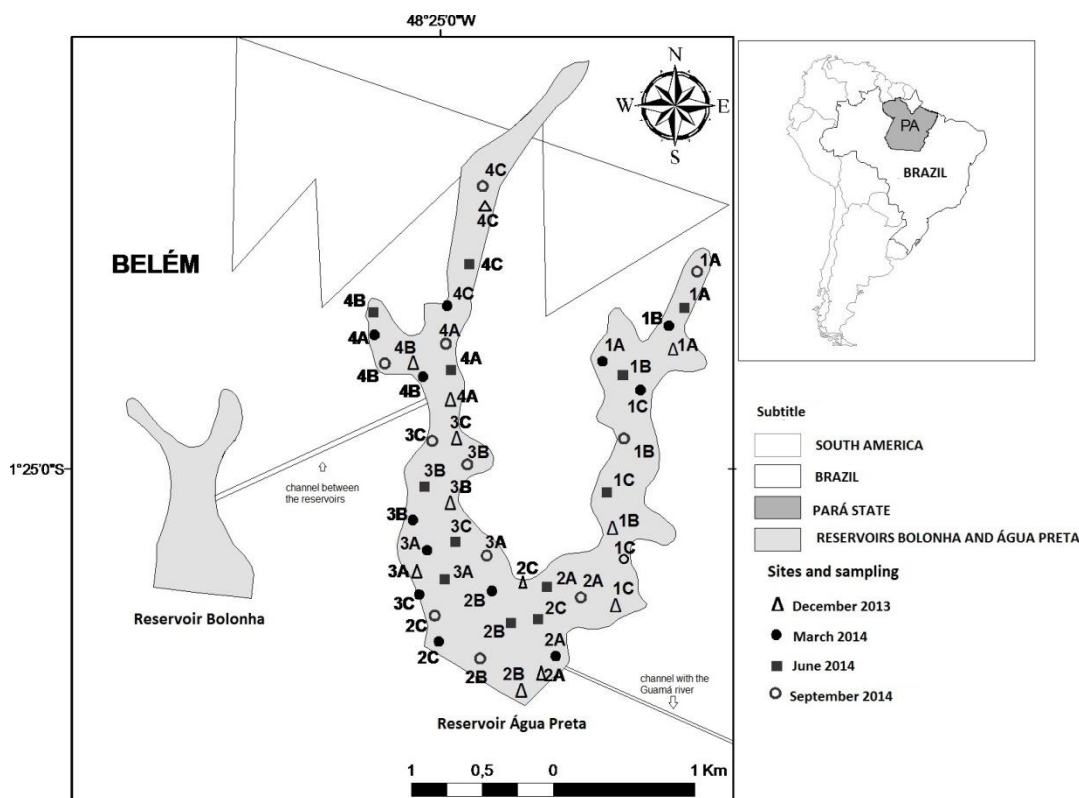 48°25'0"W
N
W
E
S
PA
BRAZIL
4C
4C
BELÉM
4C
1A
4B
4C
1A
1B
4A
4A
1A
4B
1A
4A
1B
4B
4B
1C
4A
3C
3C
1B
1°25'0"S
3B
channel between
the reservoirs
3B
1C
3B
3B
1B
3C
3A
3A
1C
3A
3A
2C
2A
2A
1C
3C
2B
2C
2C
2B
2C
2A
2B
2B
2A
Reservoir Bolonha
channel with the
Guamá river
Reservoir Água Preta
1
0,5
0
1 Km
Subtitle
SOUTH AMERICA
BRAZIL
PARÁ STATE
RESERVOIRS BOLONHA AND ÁGUA PRETA
Sites and sampling
December 2013
March 2014
June 2014
September 2014